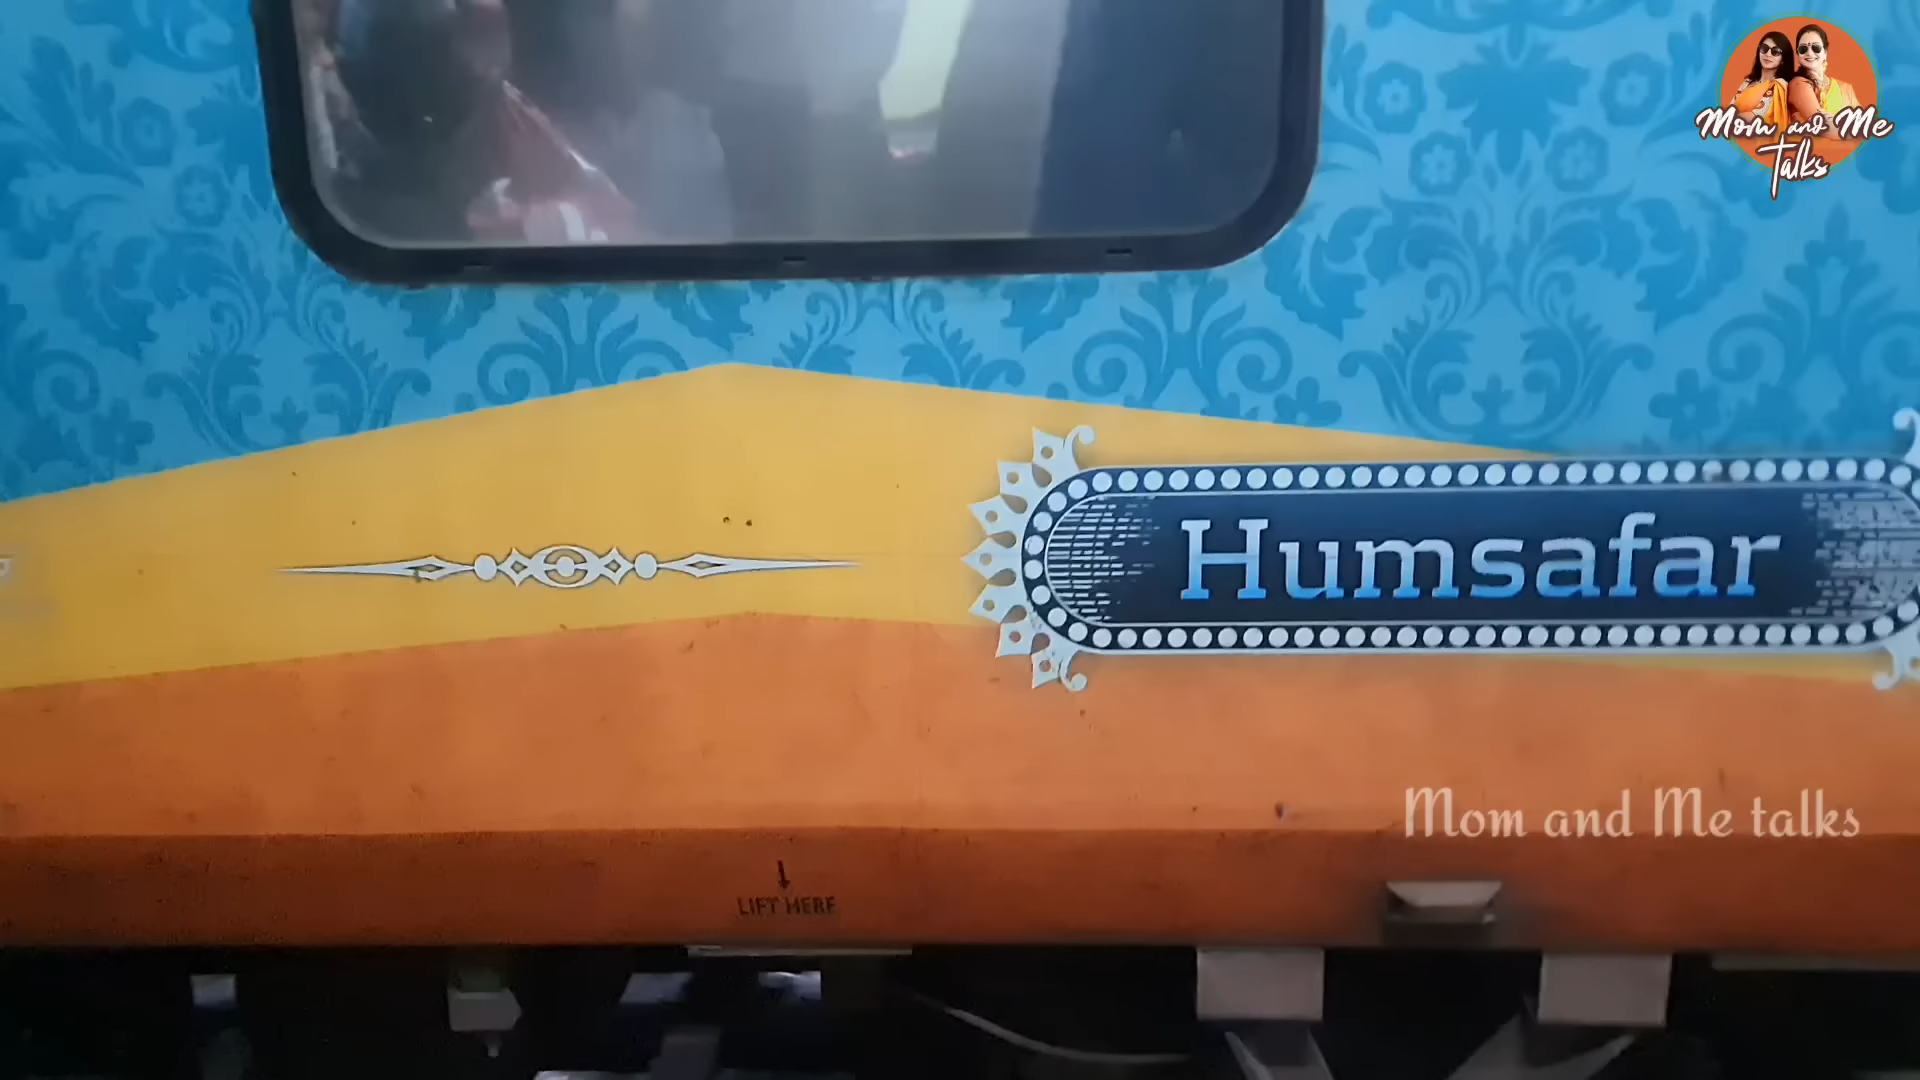 Mom and Me
Talks
Humsafar
Mom and Me talks
LIFT HERE